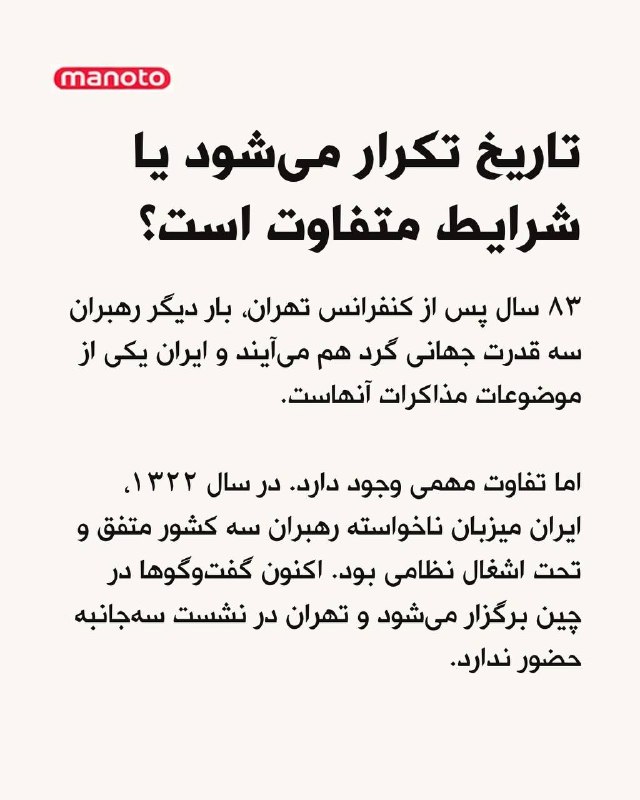 manoto
تاریخ تکرار می‌شود یا
شرایط متفاوت است؟
۸۳ سال پس از کنفرانس تهران، بار دیگر رهبران
سه قدرت جهانی گرد هم می‌آیند و ایران یکی از
موضوعات مذاکرات آنهاست.
اما تفاوت مهمی وجود دارد. در سال ۱۳۲۲،
ایران میزبان ناخواسته رهبران سه کشور متفق و
تحت اشغال نظامی بود. اکنون گفت‌وگوها در
چین برگزار می‌شود و تهران در نشست سه‌جانبه
حضور ندارد.